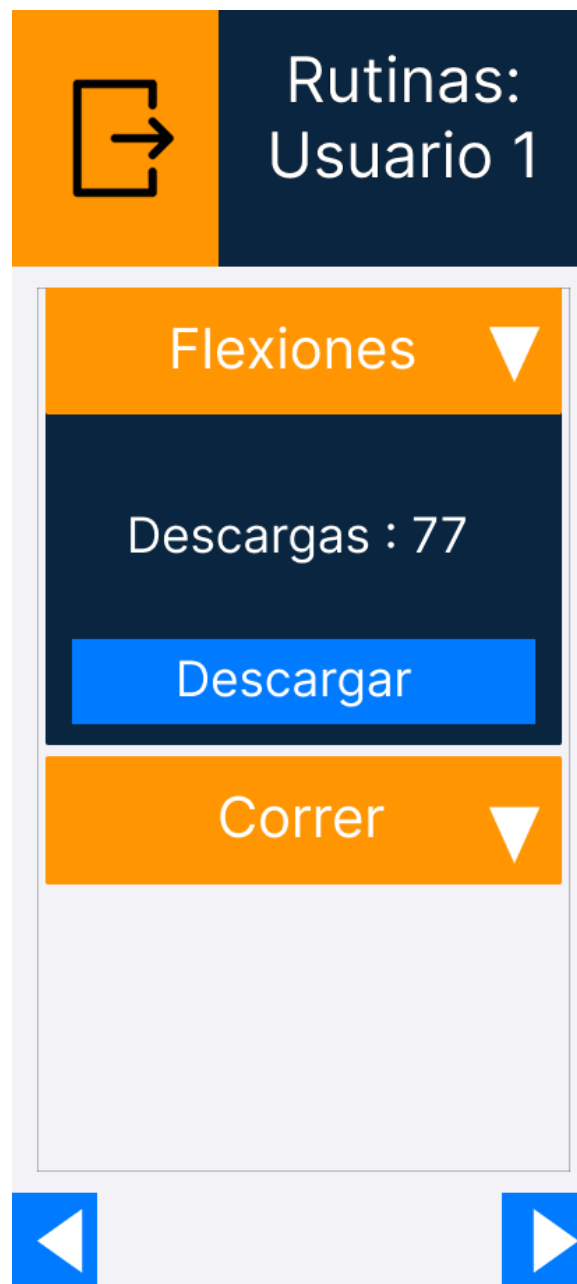 Rutinas:
Usuario 1
Flexiones
Descargas : 77
Descargar
Correr